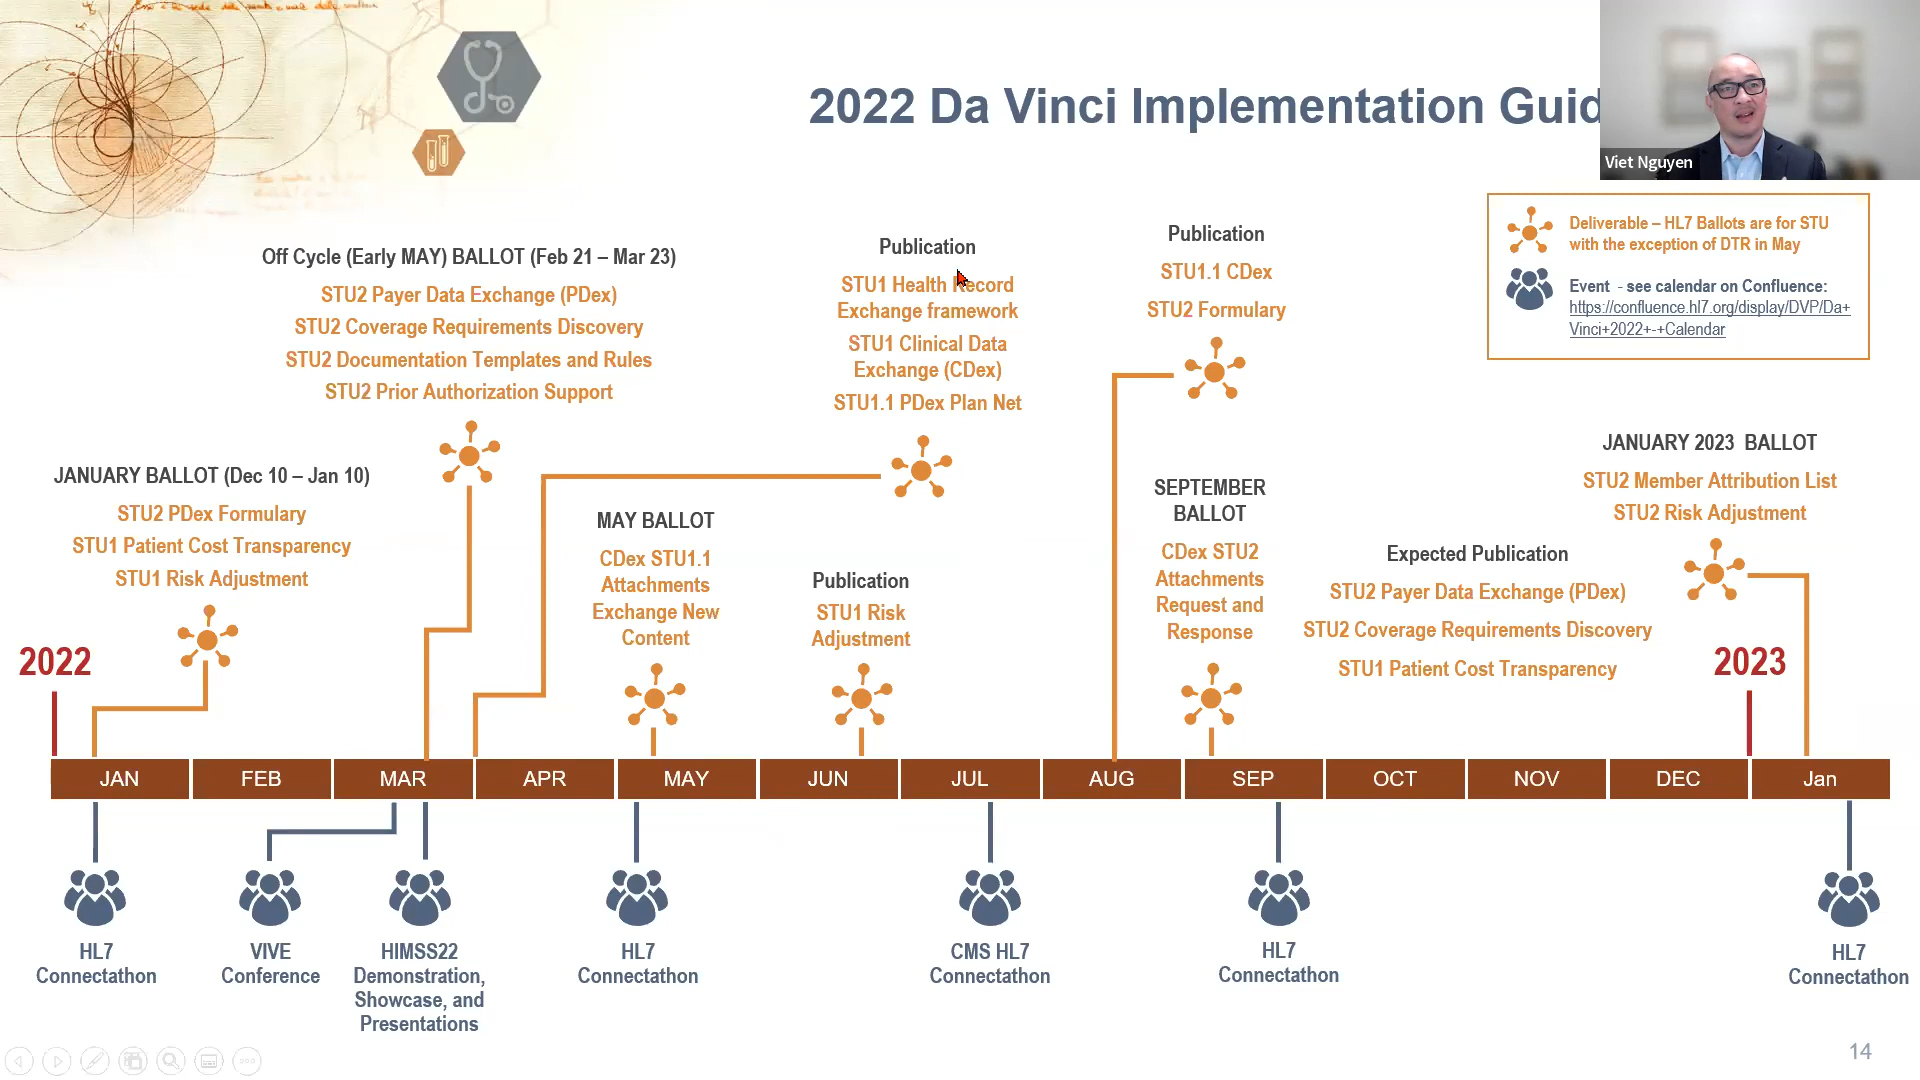 2022 Da Vinci Implementation Guid
Viet Nguyen
Deliverable – HL7 Ballots are for STU
with the exception of DTR in May
Event - see calendar on Confluence:
https://confluence.hl7.org/display/DVP/Da+
Vinci+2022+-+Calendar
Off Cycle (Early MAY) BALLOT (Feb 21 – Mar 23)
STU2 Payer Data Exchange (PDex)
STU2 Coverage Requirements Discovery
STU2 Documentation Templates and Rules
STU2 Prior Authorization Support
Publication
STU1 Health Record
Exchange framework
STU1 Clinical Data
Exchange (CDex)
STU1.1 PDex Plan Net
Publication
STU1.1 CDex
STU2 Formulary
JANUARY BALLOT (Dec 10 – Jan 10)
STU2 PDex Formulary
STU1 Patient Cost Transparency
STU1 Risk Adjustment
MAY BALLOT
CDex STU1.1
Attachments
Exchange New
Content
Publication
STU1 Risk
Adjustment
SEPTEMBER
BALLOT
CDex STU2
Attachments
Request and
Response
Expected Publication
STU2 Payer Data Exchange (PDex)
STU2 Coverage Requirements Discovery
STU1 Patient Cost Transparency
JANUARY 2023 BALLOT
STU2 Member Attribution List
STU2 Risk Adjustment
2022
2023
JAN
FEB
MAR
APR
MAY
JUN
JUL
AUG
SEP
OCT
NOV
DEC
Jan
HL7
Connectathon
VIVE
Conference
HIMSS22
Demonstration,
Showcase, and
Presentations
HL7
Connectathon
CMS HL7
Connectathon
HL7
Connectathon
HL7
Connectathon
14